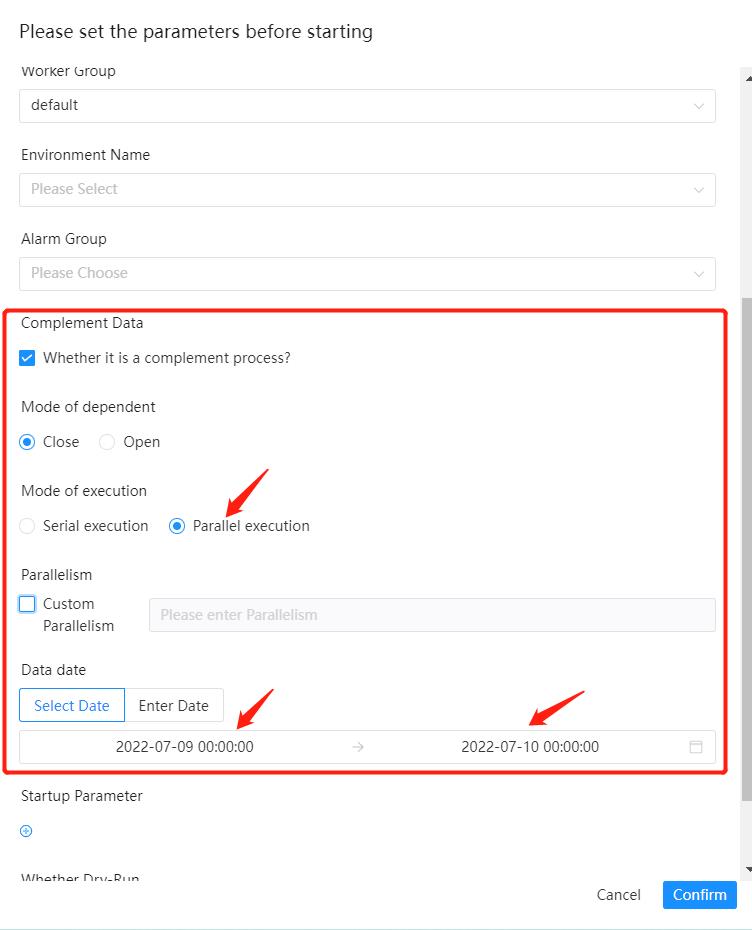 Please set the parameters before starting
Worker Group
default
Environment Name
Please Select
Alarm Group
Please Choose
Complement Data
Whether it is a complement process?
Mode of dependent
Close Open
Mode of execution
Serial execution Parallel execution
Parallelism
Custom
Parallelism
Please enter Parallelism
Data date
Select Date Enter Date
2022-07-09 00:00:00 → 2022-07-10 00:00:00
Startup Parameter
Whether Dry-Run
Cancel Confirm